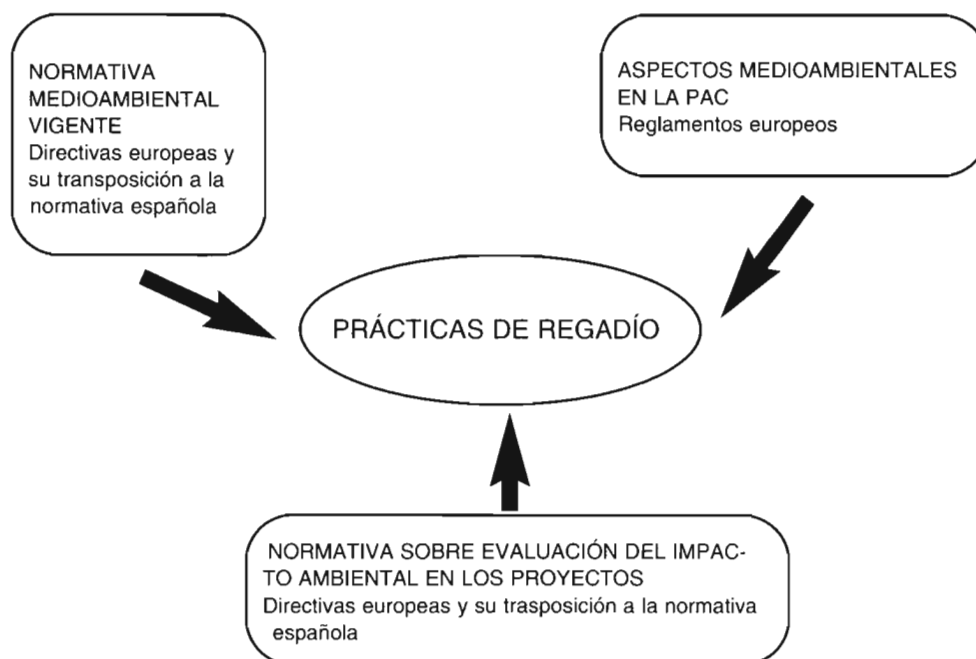 NORMATIVA
MEDIOAMBIENTAL
VIGENTE
Directivas europeas y
su transposición a la
normativa española
ASPECTOS MEDIOAMBIENTALES
EN LA PAC
Reglamentos europeos
PRÁCTICAS DE REGADÍO
NORMATIVA SOBRE EVALUACIÓN DEL IMPAC-
TO AMBIENTAL EN LOS PROYECTOS
Directivas europeas y su trasposición a la normativa
española